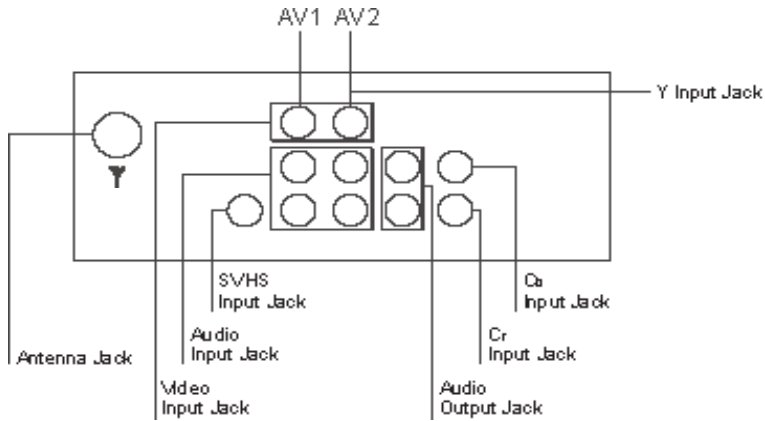 AV1 AV2
Y Input Jack
SVHS
Input Jack
Cb
Input Jack
Audio
Input Jack
Cr
Input Jack
Antenna Jack
Video
Input Jack
Audio
Output Jack